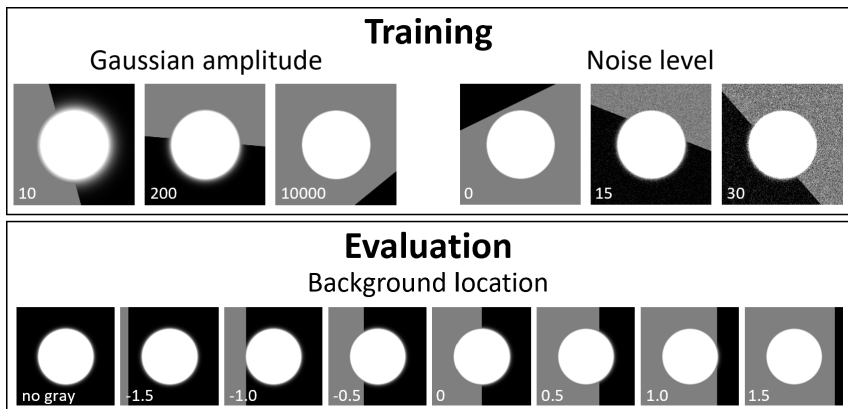 Training
Gaussian amplitude Noise level
10 200 10000 0 15 30
Evaluation
Background location
no gray -1.5 -1.0 -0.5 0 0.5 1.0 1.5